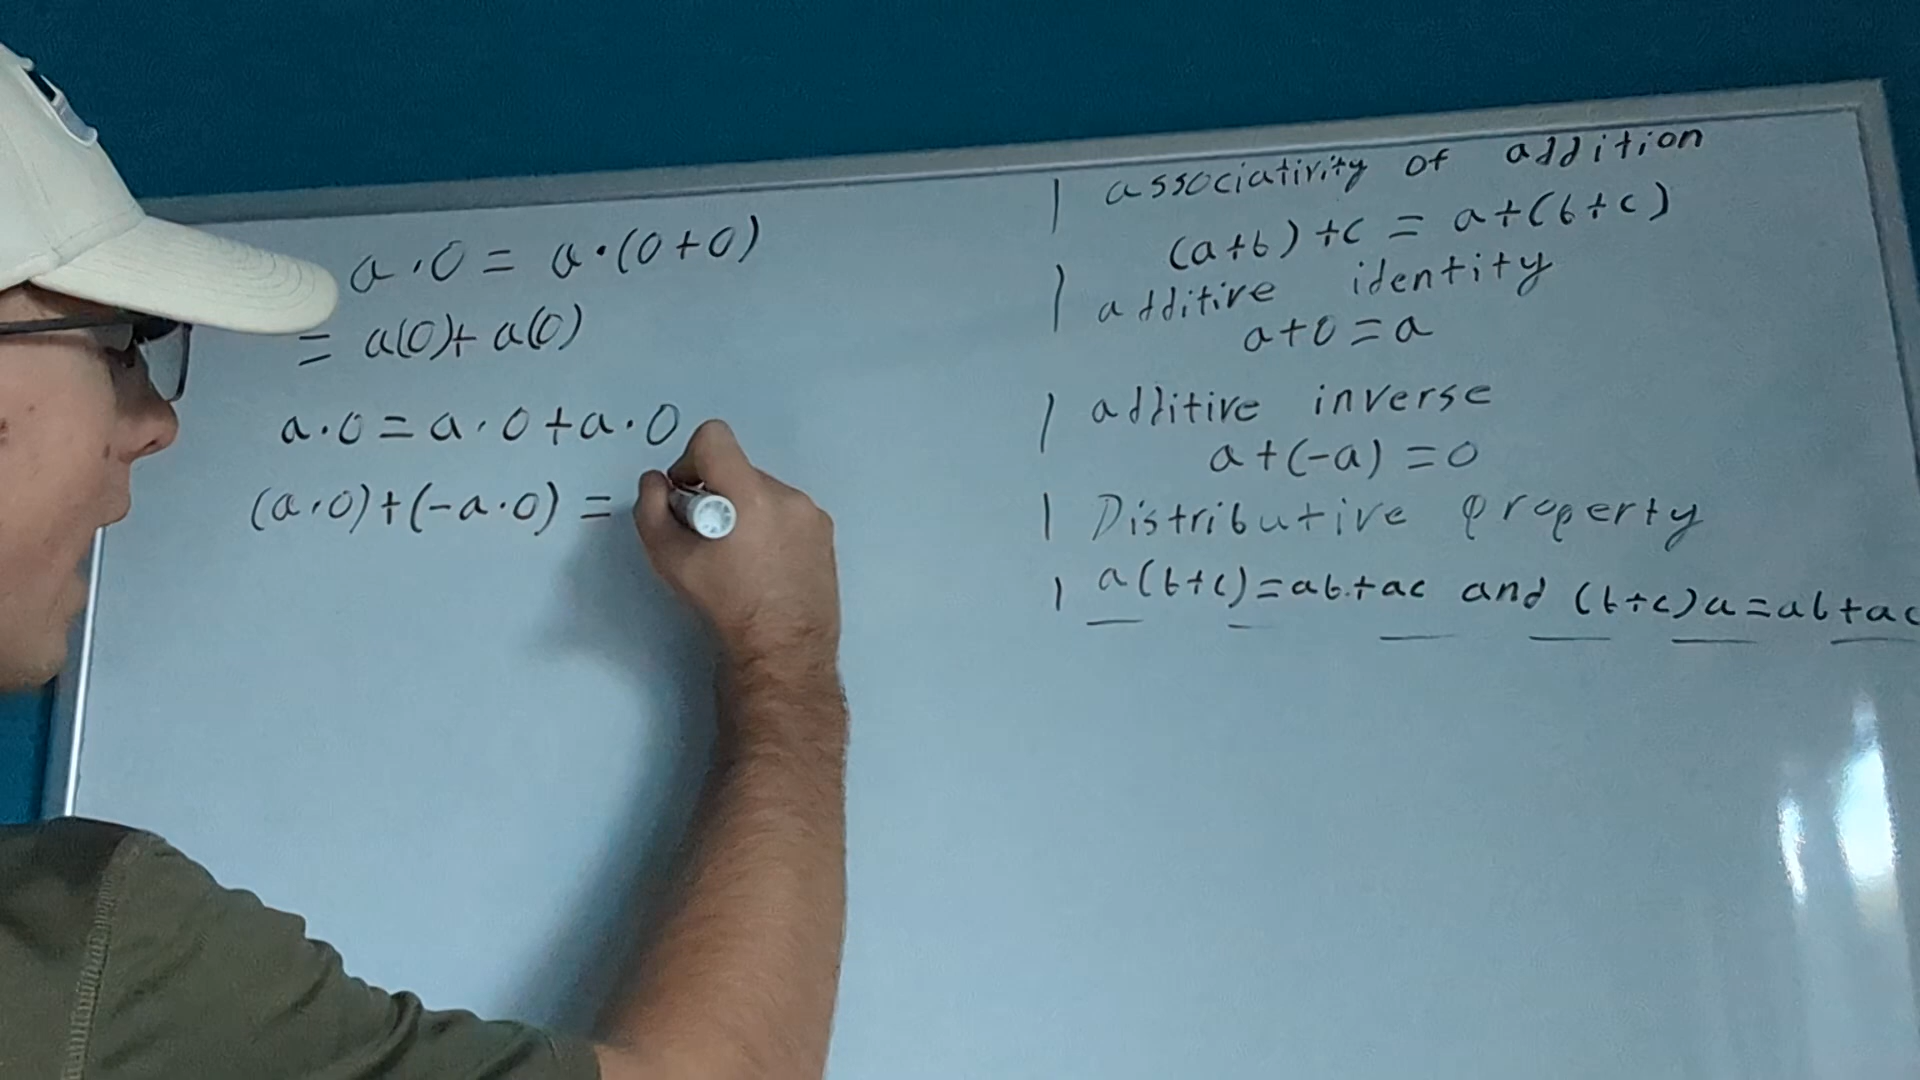 a·0 = a·(0+0)
= a(0)+ a(0)
a·0 = a·0 + a·0
(a·0)+(-a·0) =
| associativity of addition
(a+b)+c = a+(b+c)
| additive identity
a+0=a
| additive inverse
a+(-a) =0
| Distributive property
| a(b+c)=ab+ac and (b+c)a=ab+ac